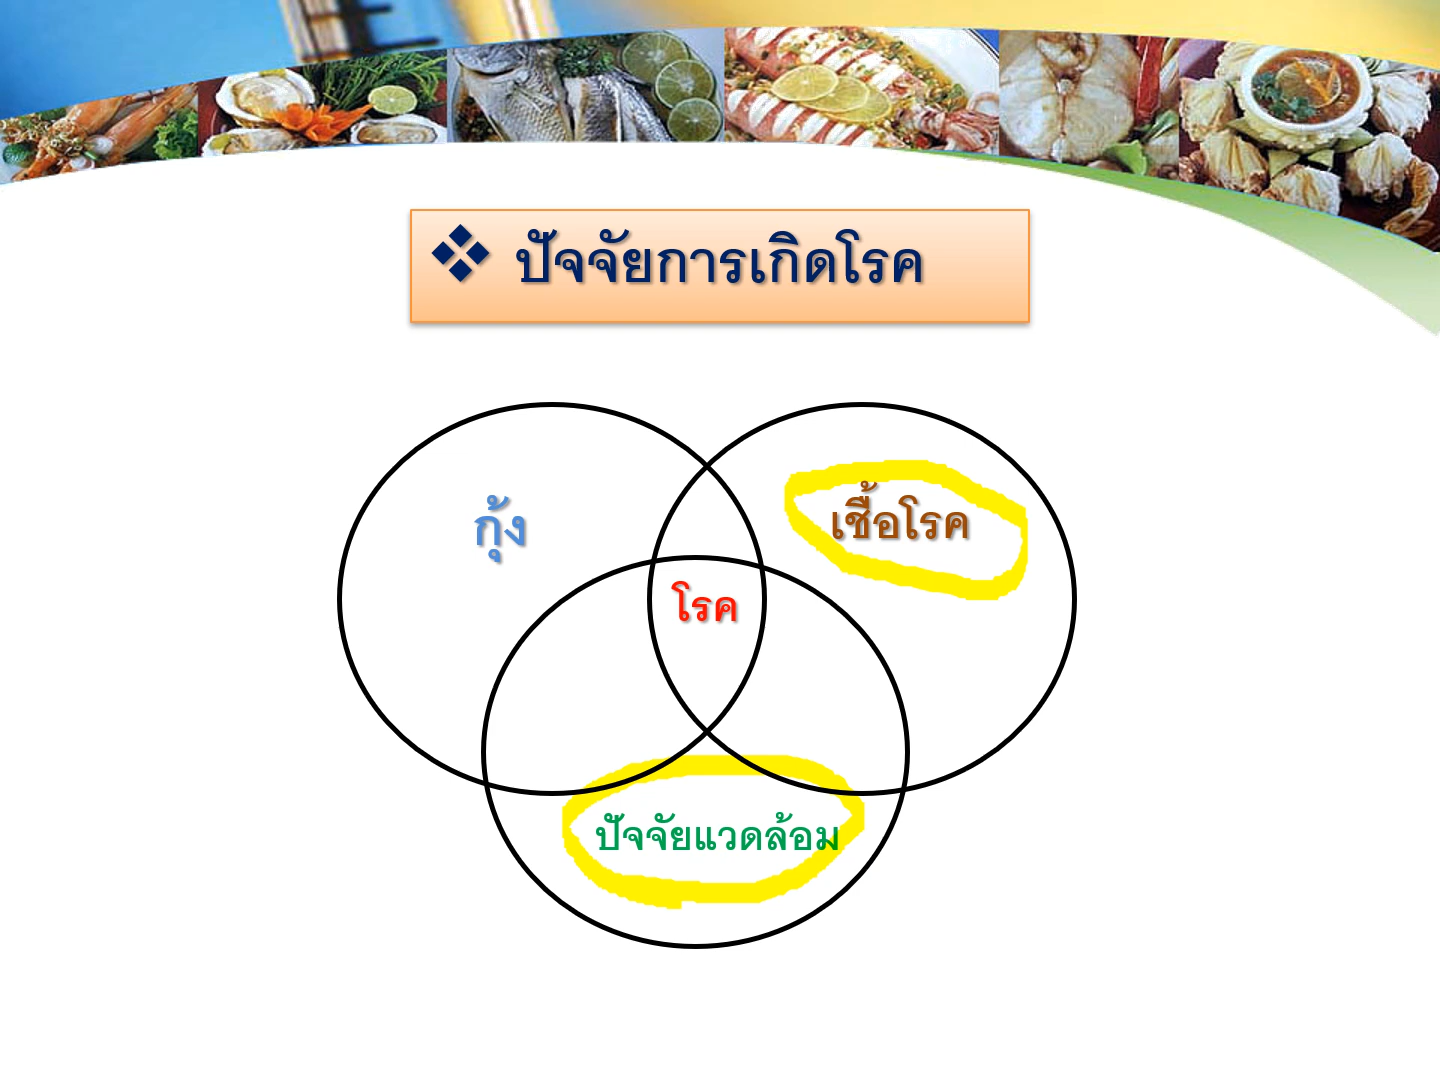 ❖ ปัจจัยการเกิดโรค
กุ้ง
เชื้อโรค
โรค
ปัจจัยแวดล้อม